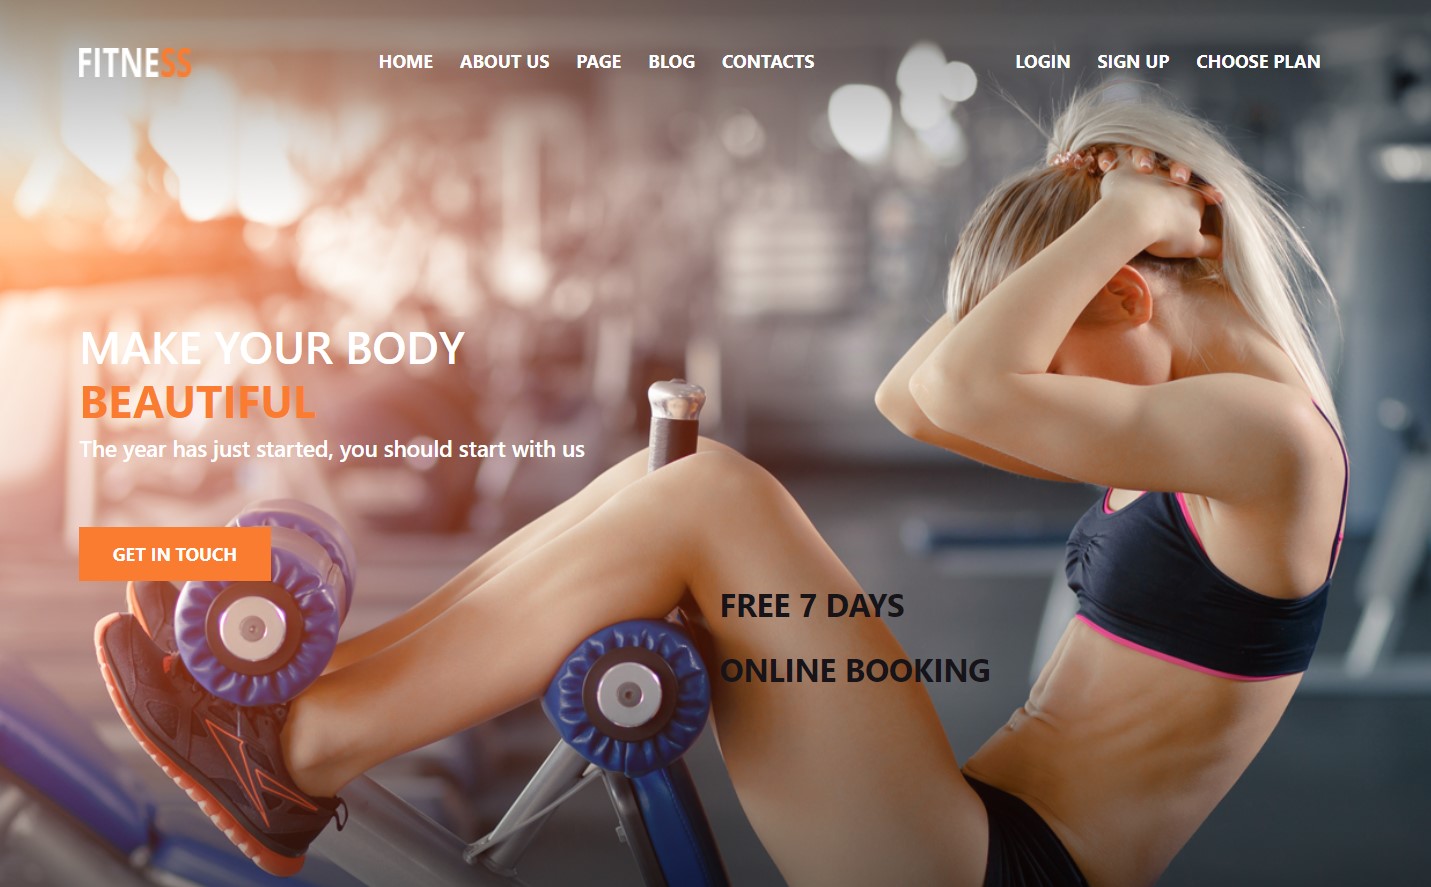 FITNESS
HOME ABOUT US PAGE BLOG CONTACTS
LOGIN SIGN UP CHOOSE PLAN
MAKE YOUR BODY
BEAUTIFUL
The year has just started, you should start with us
GET IN TOUCH
FREE 7 DAYS
ONLINE BOOKING